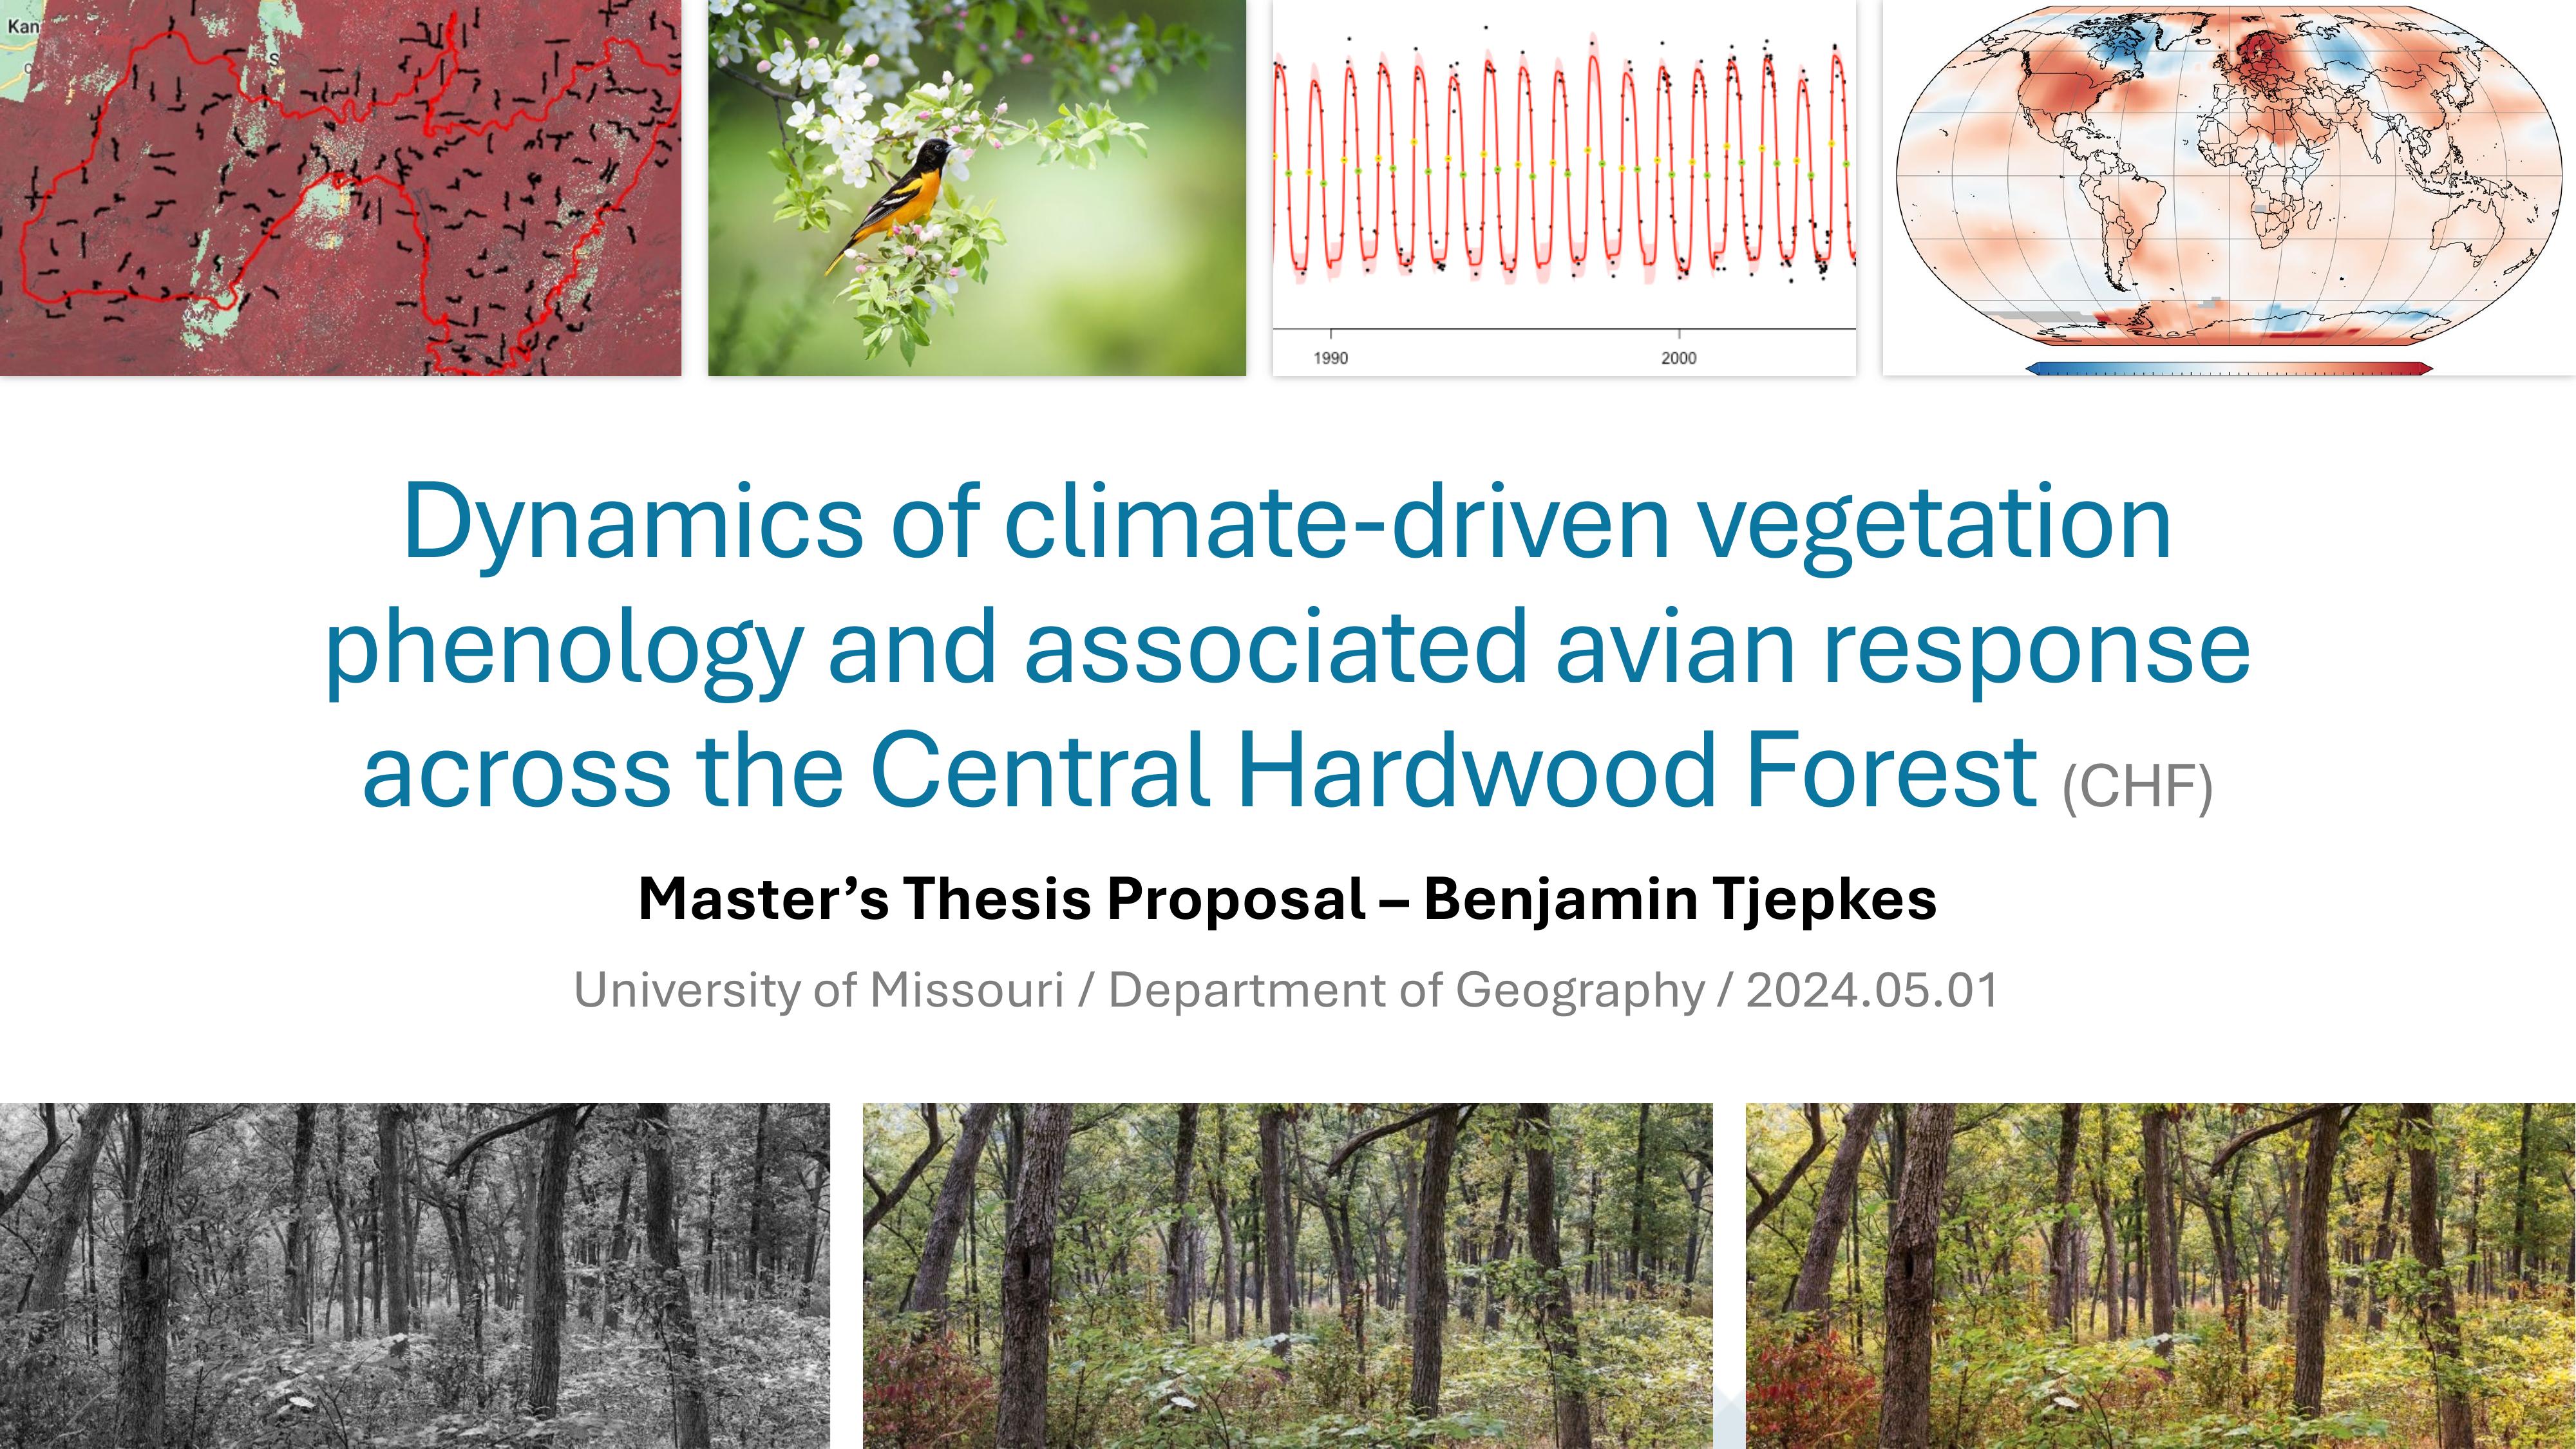 Kan
S
1990
2000
Dynamics of climate-driven vegetation
phenology and associated avian response
across the Central Hardwood Forest (CHF)
Master’s Thesis Proposal – Benjamin Tjepkes
University of Missouri / Department of Geography / 2024.05.01